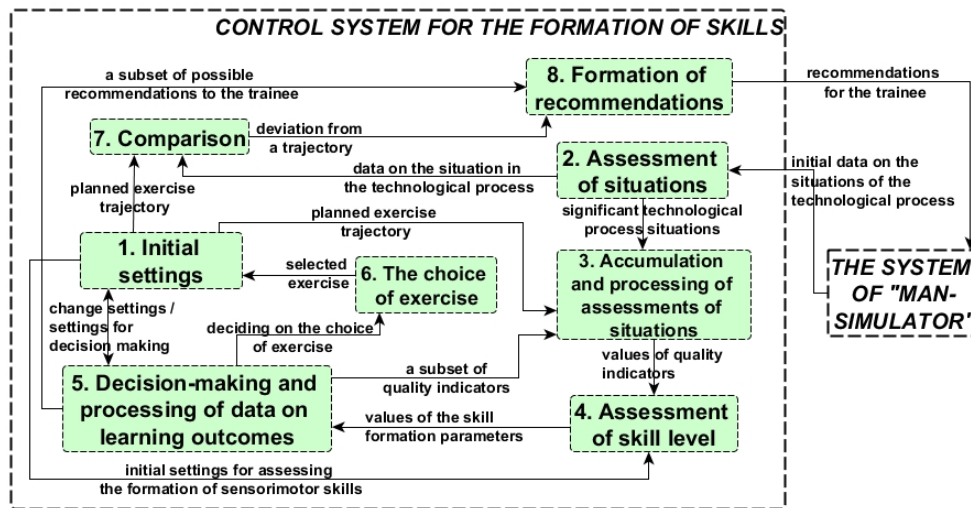 CONTROL SYSTEM FOR THE FORMATION OF SKILLS
a subset of possible
recommendations to the trainee
8. Formation of
recommendations
recommendations
for the trainee
7. Comparison
deviation from
a trajectory
data on the situation in
the technological process
2. Assessment
of situations
initial data on the
situations of the
technological process
planned exercise
trajectory
planned exercise
trajectory
significant technological
process situations
1. Initial
settings
selected
exercise
6. The choice
of exercise
3. Accumulation
and processing of
assessments of
situations
THE SYSTEM
OF "MAN-
SIMULATOR"
change settings /
settings for
decision making
deciding on the choice
of exercise
values of quality
indicators
5. Decision-making and
processing of data on
learning outcomes
a subset of
quality indicators
values of the skill
formation parameters
4. Assessment
of skill level
initial settings for assessing
the formation of sensorimotor skills